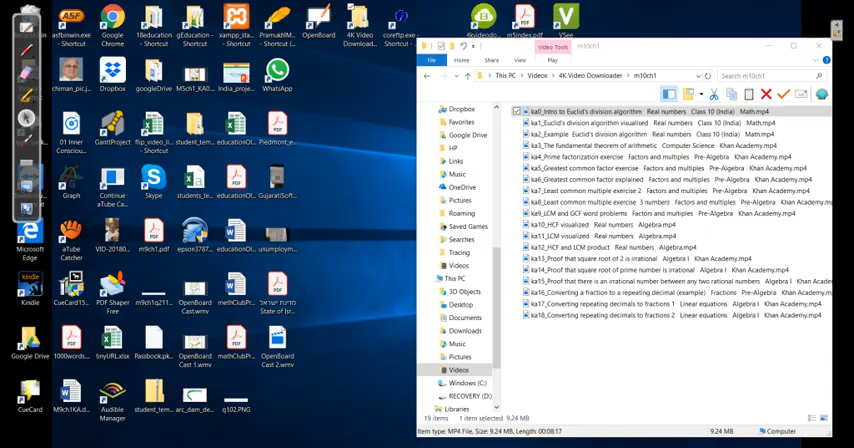 asfbinwin.exe - Shortcut
Google Chrome
18education - Shortcut
gEducation - Shortcut
xampp_star - Shortcut
PramukhIM... - Shortcut
OpenBoard
4K Video Download...
coreftp.exe - Shortcut
4kvideodo...
m5index.pdf
VSee
chiman_pic.j...
Dropbox
googleDrive
M5ch1_KA0...
India_proje...
WhatsApp
01 Inner Conscious...
GanttProject
flip_video_rl... - Shortcut
student_tem...
Piedmont_e...
Graph
Continue aTube Ca...
Skype
students_te...
educationOl...
GujaratiSoft...
Microsoft Edge
aTube Catcher
VID-20180...
m9ch1.pdf
epson3787...
educationOl...
unuemploym...
Kindle
CueCard15...
PDF Shaper Free
m9ch1q211...
OpenBoard Cast.wmv
methClubPr...
מדינת ישראל State of Isr...
Google Drive
1000words...
tinyURL.xlsx
Passbook.pk...
OpenBoard Cast 1.wmv
mathClubPr...
OpenBoard Cast 2.wmv
CueCard
M9ch1KA.d...
Audible Manager
student_tem...
arc_dam_de...
q102.PNG
Video Tools
m10ch1
File
Home
Share
View
Play
This PC > Videos > 4K Video Downloader > m10ch1
Search m10ch1
Dropbox
Favorites
Google Drive
HP
Links
Music
OneDrive
Pictures
Roaming
Saved Games
Searches
Tracing
Videos
This PC
3D Objects
Desktop
Documents
Downloads
Music
Pictures
Videos
Windows (C:)
RECOVERY (D:)
Libraries
ka0_Intro to Euclid's division algorithm Real numbers Class 10 (India) Math.mp4
ka1_Euclid's division algorithm visualised Real numbers Class 10 (India) Math.mp4
ka2_Example Euclid's division algorithm Real numbers Class 10 (India) Math.mp4
ka3_The fundamental theorem of arithmetic Computer Science Khan Academy.mp4
ka4_Prime factorization exercise Factors and multiples Pre-Algebra Khan Academy.mp4
ka5_Greatest common factor exercise Factors and multiples Pre-Algebra Khan Academy.mp4
ka6_Greatest common factor explained Factors and multiples Pre-Algebra Khan Academy.mp4
ka7_Least common multiple exercise 2 Factors and multiples Pre-Algebra Khan Academy.mp4
ka8_Least common multiple exercise 3 numbers Factors and multiples Pre-Algebra Khan Academy.mp4
ka9_LCM and GCF word problems Factors and multiples Pre-Algebra Khan Academy.mp4
ka10_HCF visualized Real numbers Algebra.mp4
ka11_LCM visualized Real numbers Algebra.mp4
ka12_HCF and LCM product Real numbers Algebra.mp4
ka13_Proof that square root of 2 is irrational Algebra I Khan Academy.mp4
ka14_Proof that square root of prime number is irrational Algebra I Khan Academy.mp4
ka15_Proof that there is an irrational number between any two rational numbers Algebra I Khan
ka16_Converting a fraction to a repeating decimal (example) Fractions Pre-Algebra Khan Academy.mp4
ka17_Converting repeating decimals to fractions 1 Linear equations Algebra I Khan Academy.mp4
ka18_Converting repeating decimals to fractions 2 Linear equations Algebra I Khan Academy.mp4
19 items 1 item selected 9.24 MB
Item type: MP4 File, Size: 9.24 MB, Length: 00:08:17
9.24 MB
Computer